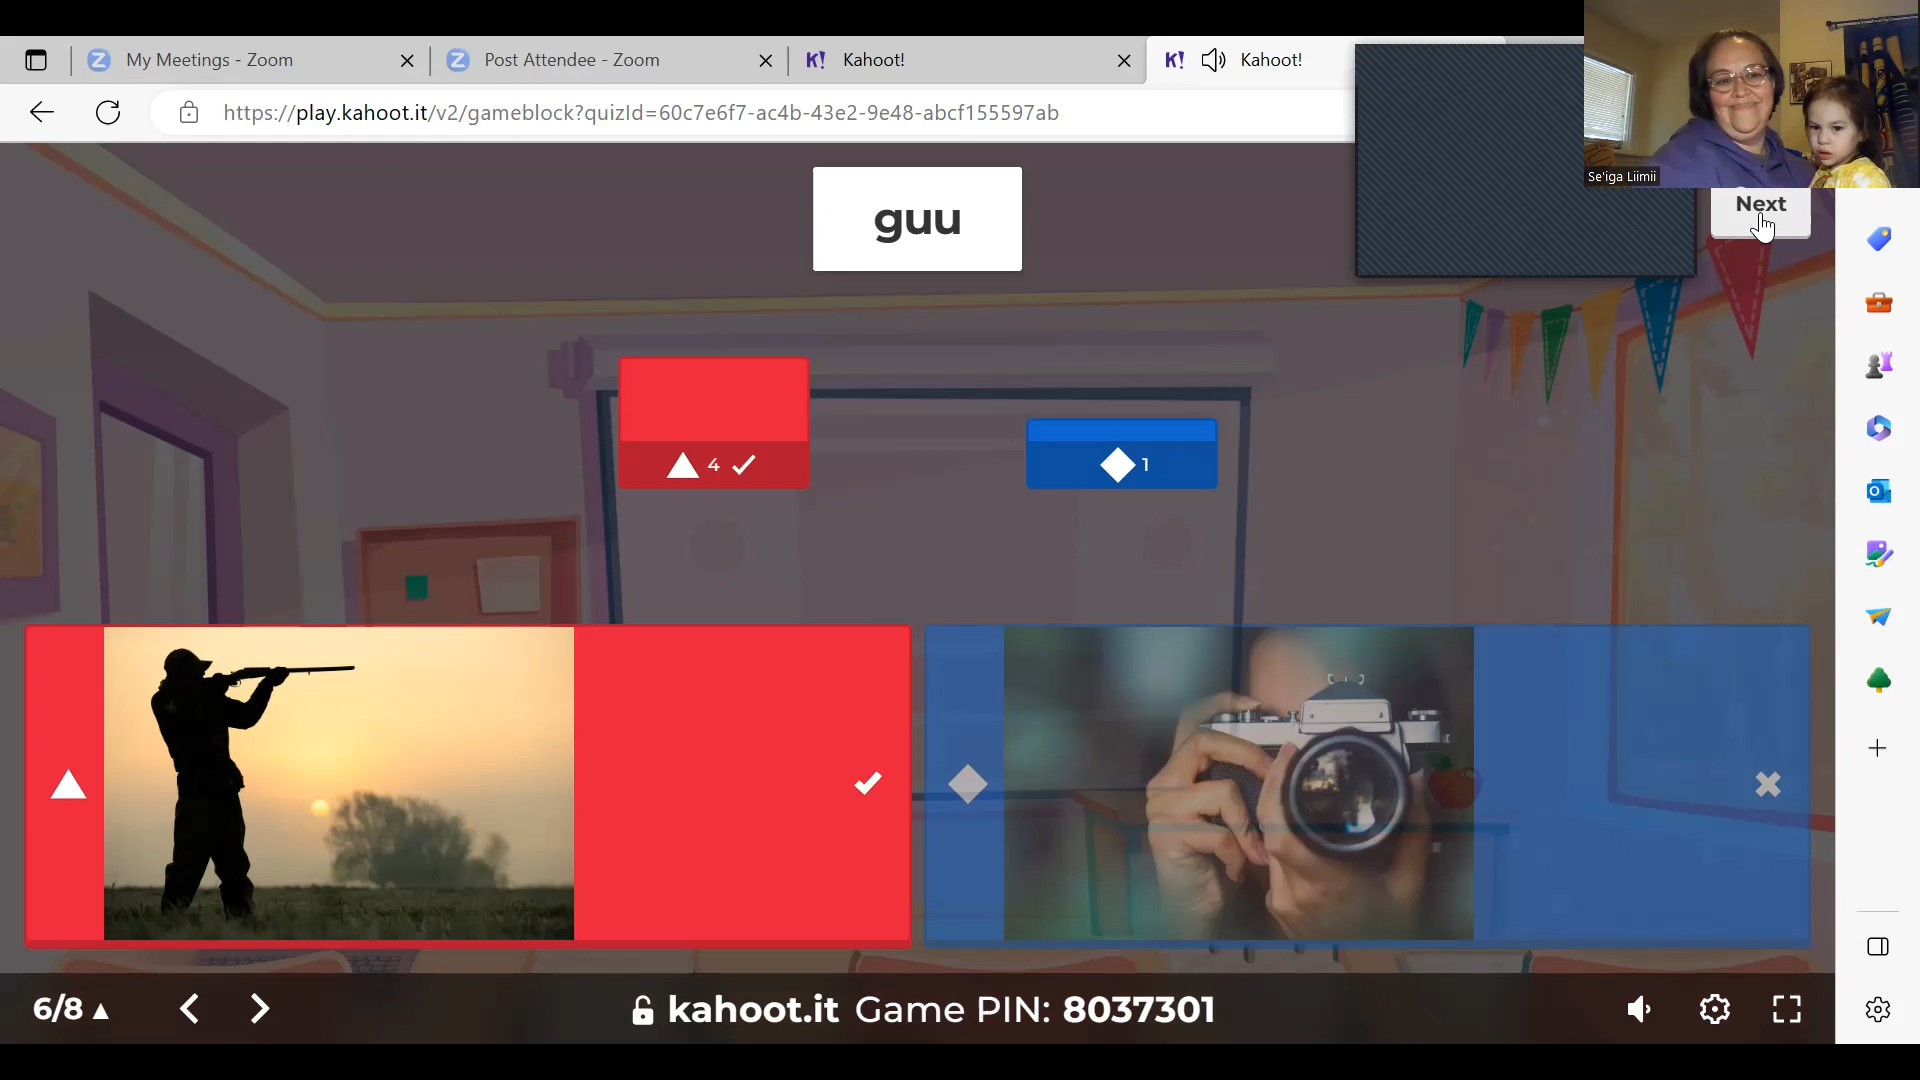 My Meetings - Zoom
Post Attendee - Zoom
Kahoot!
Kahoot!
https://play.kahoot.it/v2/gameblock?quizId=60c7e6f7-ac4b-43e2-9e48-abcf155597ab
Se'iga Liimii
guu
Next
4
1
6/8
kahoot.it Game PIN: 8037301